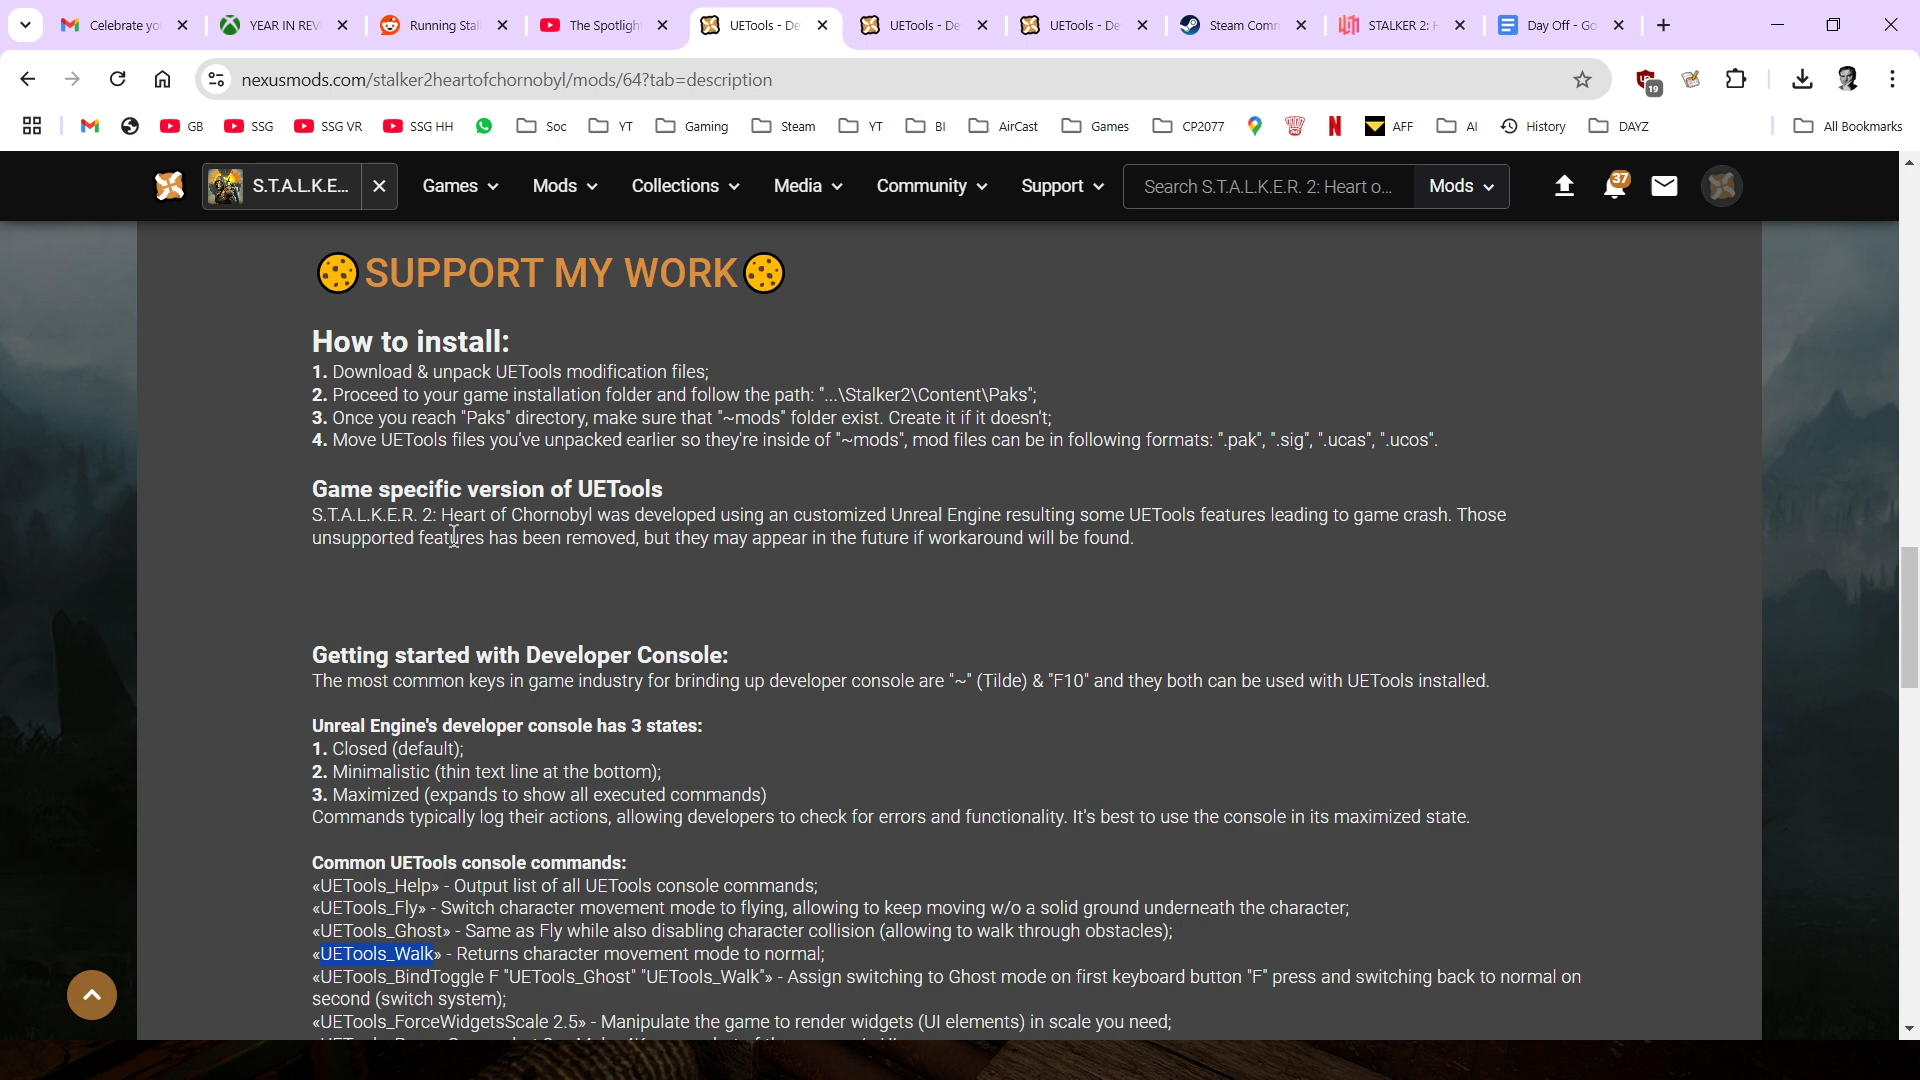 Celebrate yo
YEAR IN REV
Running Stal
The Spotligh
UETools - De
UETools - De
UETools - De
Steam Com
STALKER 2: H
Day Off - Go
nexusmods.com/stalker2heartofchornobyl/mods/64?tab=description
19
GB
SSG
SSG VR
SSG HH
Soc
YT
Gaming
Steam
YT
BI
AirCast
Games
CP2077
AFF
AI
History
DAYZ
All Bookmarks
S.T.A.L.K.E...
Games
Mods
Collections
Media
Community
Support
Search S.T.A.L.K.E.R. 2: Heart o...
Mods
37
SUPPORT MY WORK
How to install:
1. Download & unpack UETools modification files;
2. Proceed to your game installation folder and follow the path: "...\Stalker2\Content\Paks";
3. Once you reach "Paks" directory, make sure that "~mods" folder exist. Create it if it doesn't;
4. Move UETools files you've unpacked earlier so they're inside of "~mods", mod files can be in following formats: ".pak", ".sig", ".ucas", ".ucos".
Game specific version of UETools
S.T.A.L.K.E.R. 2: Heart of Chornobyl was developed using an customized Unreal Engine resulting some UETools features leading to game crash. Those
unsupported features has been removed, but they may appear in the future if workaround will be found.
Getting started with Developer Console:
The most common keys in game industry for brinding up developer console are "~" (Tilde) & "F10" and they both can be used with UETools installed.
Unreal Engine's developer console has 3 states:
1. Closed (default);
2. Minimalistic (thin text line at the bottom);
3. Maximized (expands to show all executed commands)
Commands typically log their actions, allowing developers to check for errors and functionality. It's best to use the console in its maximized state.
Common UETools console commands:
«UETools_Help» - Output list of all UETools console commands;
«UETools_Fly» - Switch character movement mode to flying, allowing to keep moving w/o a solid ground underneath the character;
«UETools_Ghost» - Same as Fly while also disabling character collision (allowing to walk through obstacles);
«UETools_Walk» - Returns character movement mode to normal;
«UETools_BindToggle F "UETools_Ghost" "UETools_Walk"» - Assign switching to Ghost mode on first keyboard button "F" press and switching back to normal on
second (switch system);
«UETools_ForceWidgetsScale 2.5» - Manipulate the game to render widgets (UI elements) in scale you need;